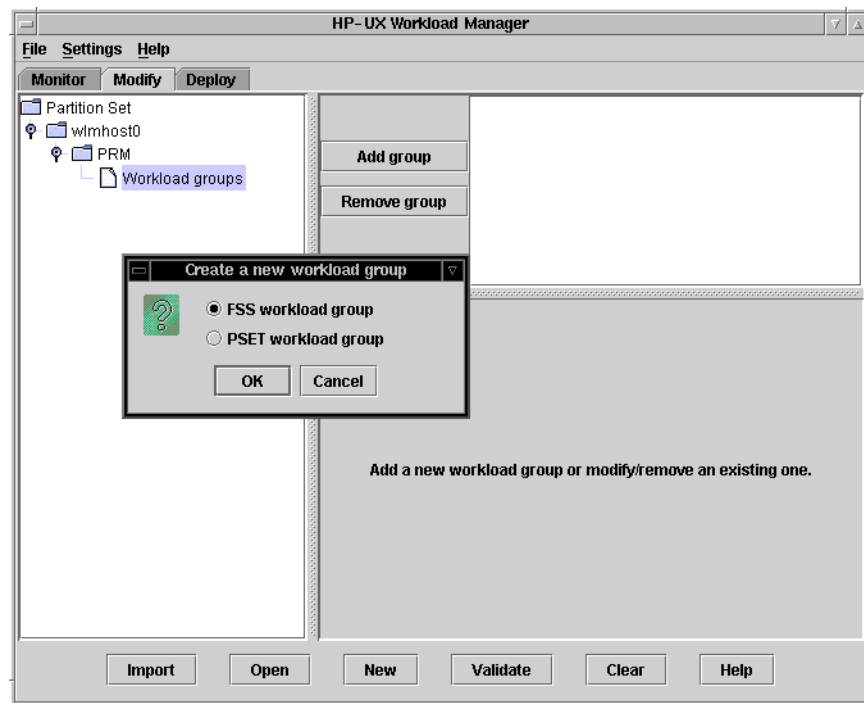 HP-UX Workload Manager
File Settings Help
Monitor Modify Deploy
Partition Set
wlmhost0
PRM
Workload groups
Add group
Remove group
Create a new workload group
FSS workload group
PSET workload group
OK Cancel
Add a new workload group or modify/remove an existing one.
Import Open New Validate Clear Help